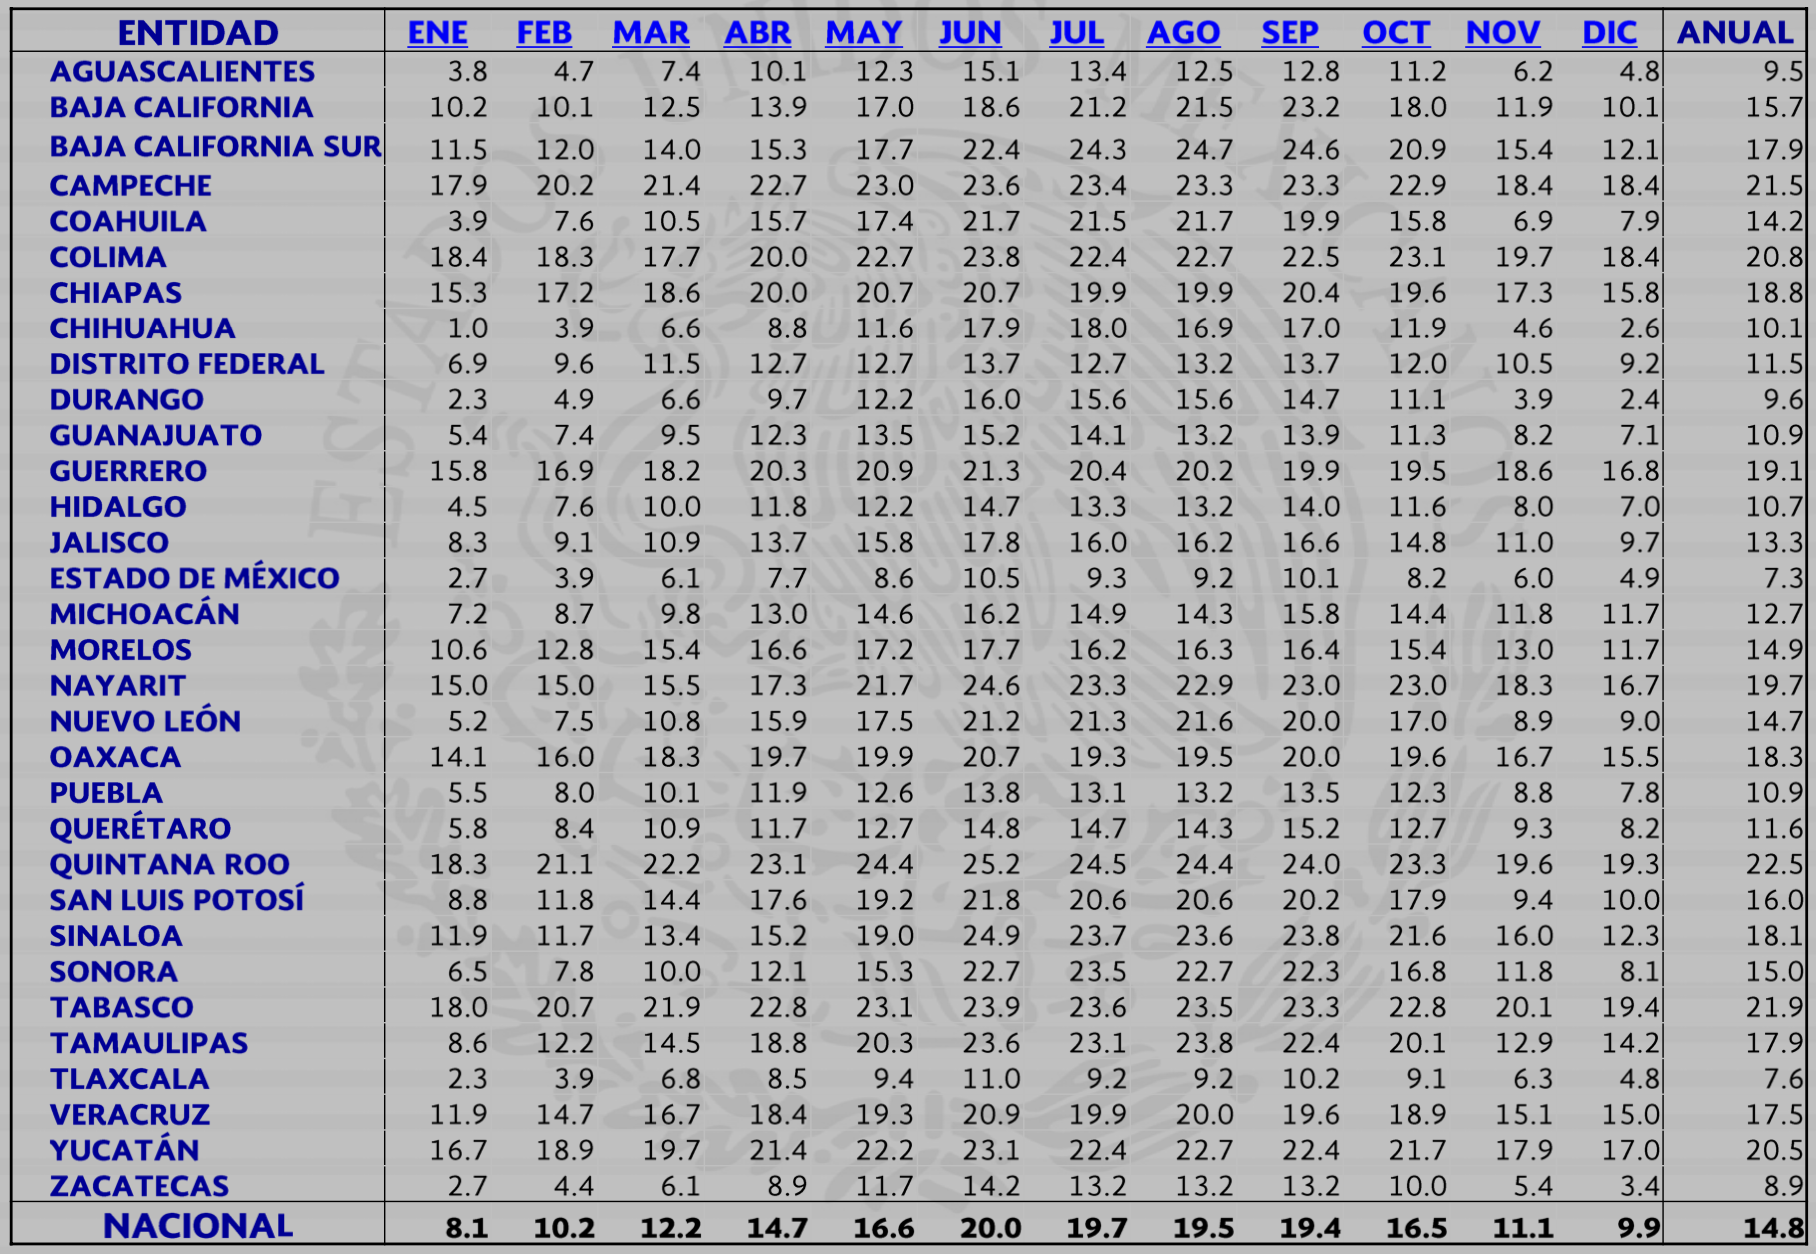 ENTIDAD ENE FEB MAR ABR MAY JUN JUL AGO SEP OCT NOV DIC ANUAL
AGUASCALIENTES 3.8 4.7 7.4 10.1 12.3 15.1 13.4 12.5 12.8 11.2 6.2 4.8 9.5
BAJA CALIFORNIA 10.2 10.1 12.5 13.9 17.0 18.6 21.2 21.5 23.2 18.0 11.9 10.1 15.7
BAJA CALIFORNIA SUR 11.5 12.0 14.0 15.3 17.7 22.4 24.3 24.7 24.6 20.9 15.4 12.1 17.9
CAMPECHE 17.9 20.2 21.4 22.7 23.0 23.6 23.4 23.3 23.3 22.9 18.4 18.4 21.5
COAHUILA 3.9 7.6 10.5 15.7 17.4 21.7 21.5 21.7 19.9 15.8 6.9 7.9 14.2
COLIMA 18.4 18.3 17.7 20.0 22.7 23.8 22.4 22.7 22.5 23.1 19.7 18.4 20.8
CHIAPAS 15.3 17.2 18.6 20.0 20.7 20.7 19.9 19.9 20.4 19.6 17.3 15.8 18.8
CHIHUAHUA 1.0 3.9 6.6 8.8 11.6 17.9 18.0 16.9 17.0 11.9 4.6 2.6 10.1
DISTRITO FEDERAL 6.9 9.6 11.5 12.7 12.7 13.7 12.7 13.2 13.7 12.0 10.5 9.2 11.5
DURANGO 2.3 4.9 6.6 9.7 12.2 16.0 15.6 15.6 14.7 11.1 3.9 2.4 9.6
GUANAJUATO 5.4 7.4 9.5 12.3 13.5 15.2 14.1 13.2 13.9 11.3 8.2 7.1 10.9
GUERRERO 15.8 16.9 18.2 20.3 20.9 21.3 20.4 20.2 19.9 19.5 18.6 16.8 19.1
HIDALGO 4.5 7.6 10.0 11.8 12.2 14.7 13.3 13.2 14.0 11.6 8.0 7.0 10.7
JALISCO 8.3 9.1 10.9 13.7 15.8 17.8 16.0 16.2 16.6 14.8 11.0 9.7 13.3
ESTADO DE MÉXICO 2.7 3.9 6.1 7.7 8.6 10.5 9.3 9.2 10.1 8.2 6.0 4.9 7.3
MICHOACÁN 7.2 8.7 9.8 13.0 14.6 16.2 14.9 14.3 15.8 14.4 11.8 11.7 12.7
MORELOS 10.6 12.8 15.4 16.6 17.2 17.7 16.2 16.3 16.4 15.4 13.0 11.7 14.9
NAYARIT 15.0 15.0 15.5 17.3 21.7 24.6 23.3 22.9 23.0 23.0 18.3 16.7 19.7
NUEVO LEÓN 5.2 7.5 10.8 15.9 17.5 21.2 21.3 21.6 20.0 17.0 8.9 9.0 14.7
OAXACA 14.1 16.0 18.3 19.7 19.9 20.7 19.3 19.5 20.0 19.6 16.7 15.5 18.3
PUEBLA 5.5 8.0 10.1 11.9 12.6 13.8 13.1 13.2 13.5 12.3 8.8 7.8 10.9
QUERÉTARO 5.8 8.4 10.9 11.7 12.7 14.8 14.7 14.3 15.2 12.7 9.3 8.2 11.6
QUINTANA ROO 18.3 21.1 22.2 23.1 24.4 25.2 24.5 24.4 24.0 23.3 19.6 19.3 22.5
SAN LUIS POTOSÍ 8.8 11.8 14.4 17.6 19.2 21.8 20.6 20.6 20.2 17.9 9.4 10.0 16.0
SINALOA 11.9 11.7 13.4 15.2 19.0 24.9 23.7 23.6 23.8 21.6 16.0 12.3 18.1
SONORA 6.5 7.8 10.0 12.1 15.3 22.7 23.5 22.7 22.3 16.8 11.8 8.1 15.0
TABASCO 18.0 20.7 21.9 22.8 23.1 23.9 23.6 23.5 23.3 22.8 20.1 19.4 21.9
TAMAULIPAS 8.6 12.2 14.5 18.8 20.3 23.6 23.1 23.8 22.4 20.1 12.9 14.2 17.9
TLAXCALA 2.3 3.9 6.8 8.5 9.4 11.0 9.2 9.2 10.2 9.1 6.3 4.8 7.6
VERACRUZ 11.9 14.7 16.7 18.4 19.3 20.9 19.9 20.0 19.6 18.9 15.1 15.0 17.5
YUCATÁN 16.7 18.9 19.7 21.4 22.2 23.1 22.4 22.7 22.4 21.7 17.9 17.0 20.5
ZACATECAS 2.7 4.4 6.1 8.9 11.7 14.2 13.2 13.2 13.2 10.0 5.4 3.4 8.9
NACIONAL 8.1 10.2 12.2 14.7 16.6 20.0 19.7 19.5 19.4 16.5 11.1 9.9 14.8
ESTADOS UNIDOS MEXICANOS